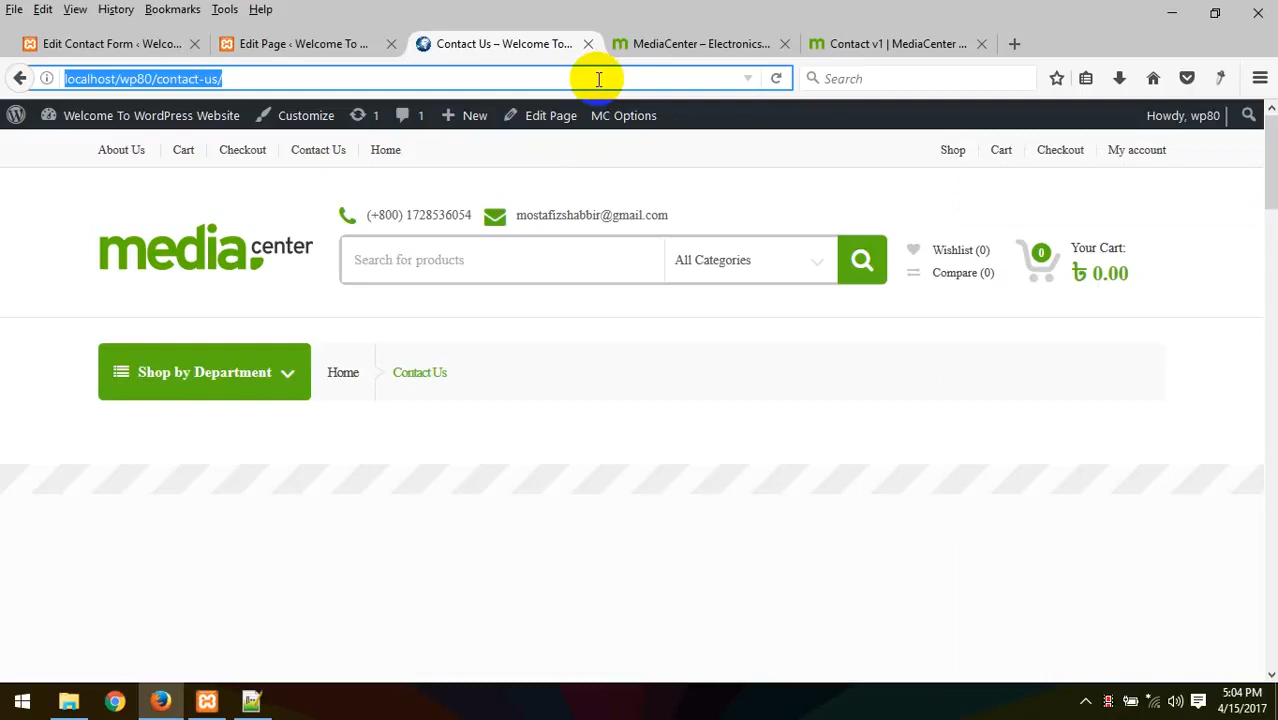 File Edit View History Bookmarks Tools Help
Edit Contact Form ‹ Welco... Edit Page ‹ Welcome To ... Contact Us – Welcome To... MediaCenter – Electronics... Contact v1 | MediaCenter ...
localhost/wp80/contact-us/ Search
Welcome To WordPress Website Customize 1 1 New Edit Page MC Options Howdy, wp80
About Us Cart Checkout Contact Us Home Shop Cart Checkout My account
(+800) 1728536054 mostafizshabbir@gmail.com
media center Search for products All Categories Wishlist (0) Compare (0) 0 Your Cart: ৳ 0.00
Shop by Department Home Contact Us
5:04 PM
4/15/2017